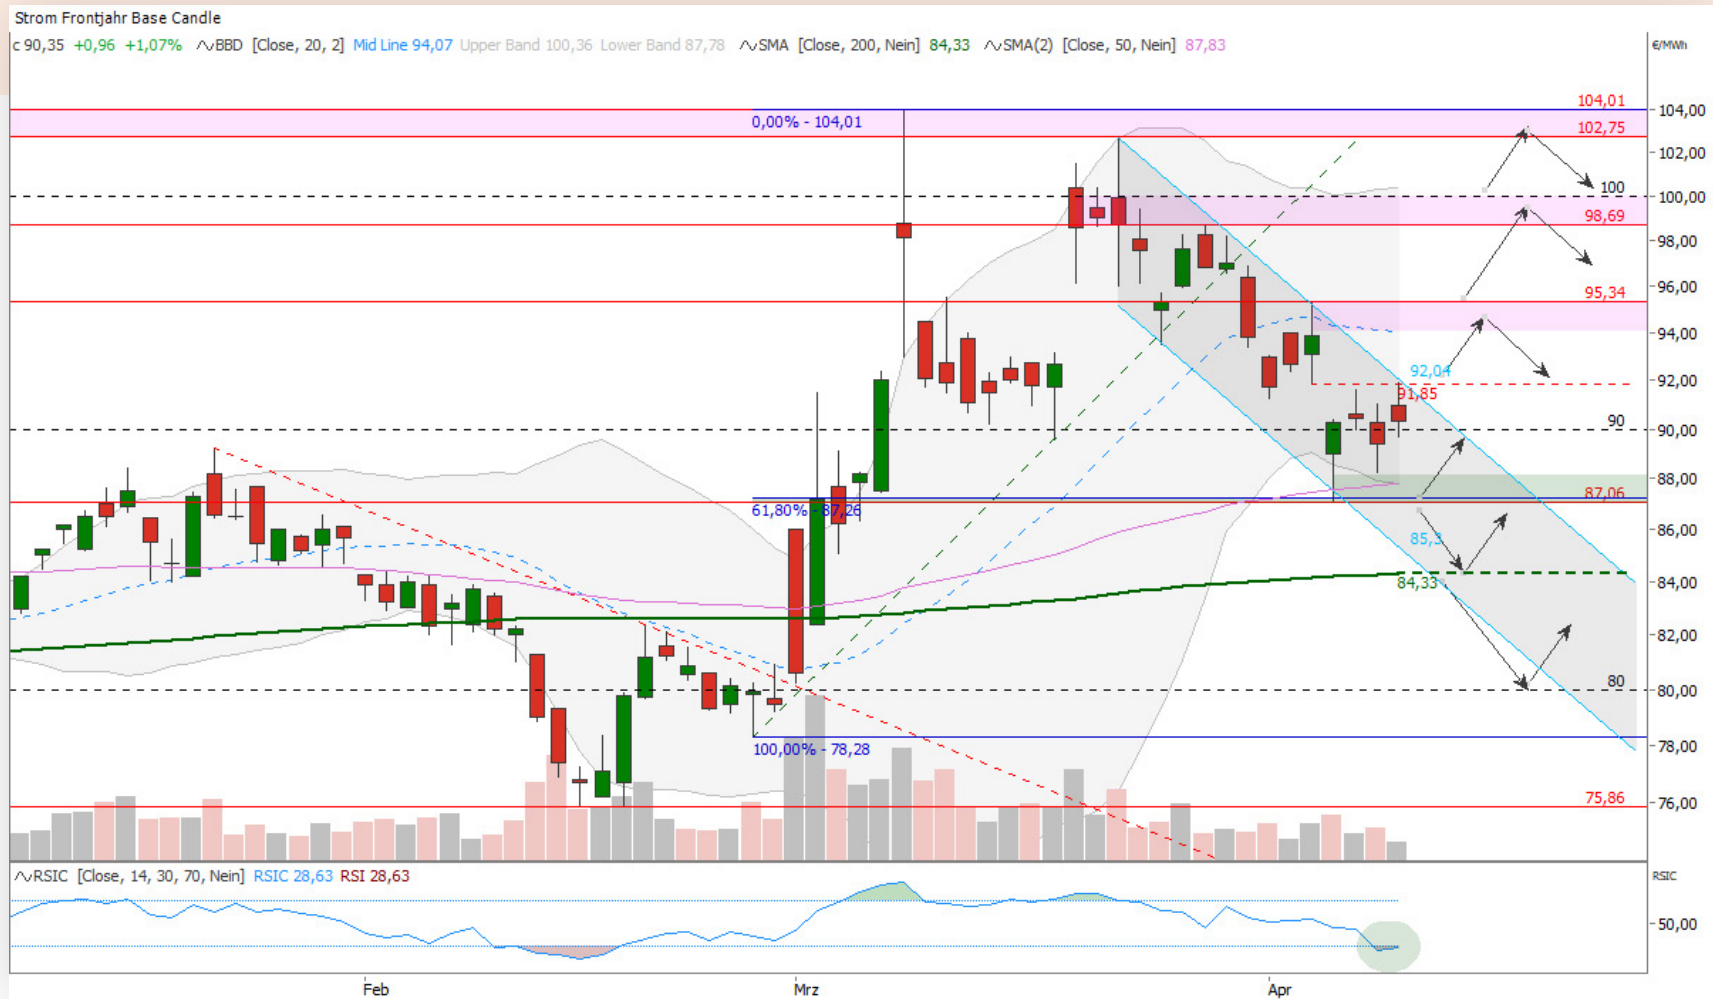 Strom Frontjahr Base Candle
c 90,35 +0,96 +1,07% BBD [Close, 20, 2] Mid Line 94,07 Upper Band 100,36 Lower Band 87,78 SMA [Close, 200, Nein] 84,33 SMA(2) [Close, 50, Nein] 87,83
€/MWh
104,01
104,00
0,00% - 104,01
102,75
102,00
100
100,00
98,69
98,00
96,00
95,34
94,00
92,04
92,00
91,85
90
90,00
88,00
87,06
61,80% - 87,26
86,00
85,3
84,33
84,00
82,00
80
80,00
100,00% - 78,28
78,00
75,86
76,00
RSIC [Close, 14, 30, 70, Nein] RSIC 28,63 RSI 28,63
RSIC
50,00
Feb
Mrz
Apr